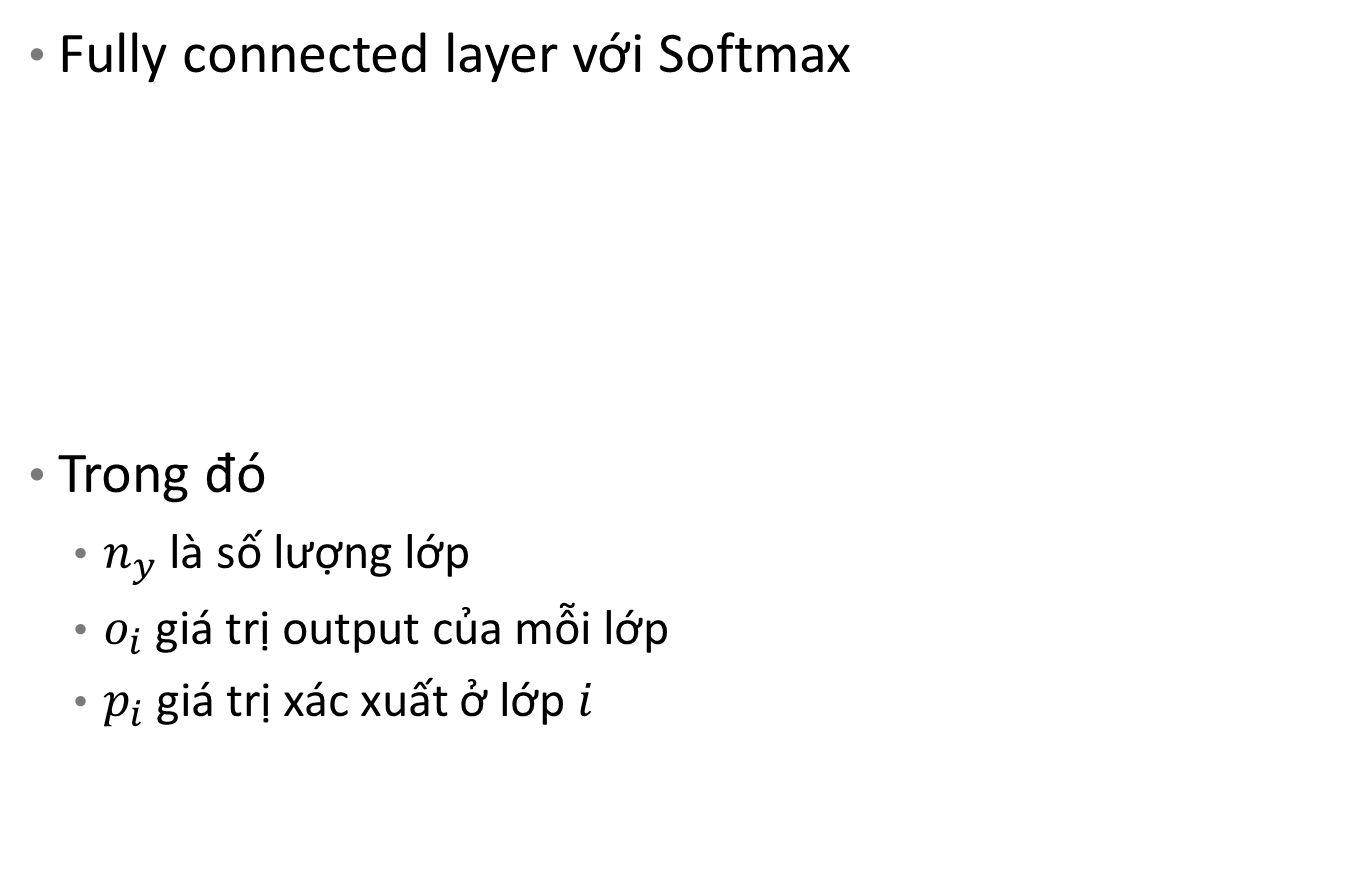 • Fully connected layer với Softmax
• Trong đó
• n_y là số lượng lớp
• o_i giá trị output của mỗi lớp
• p_i giá trị xác xuất ở lớp i